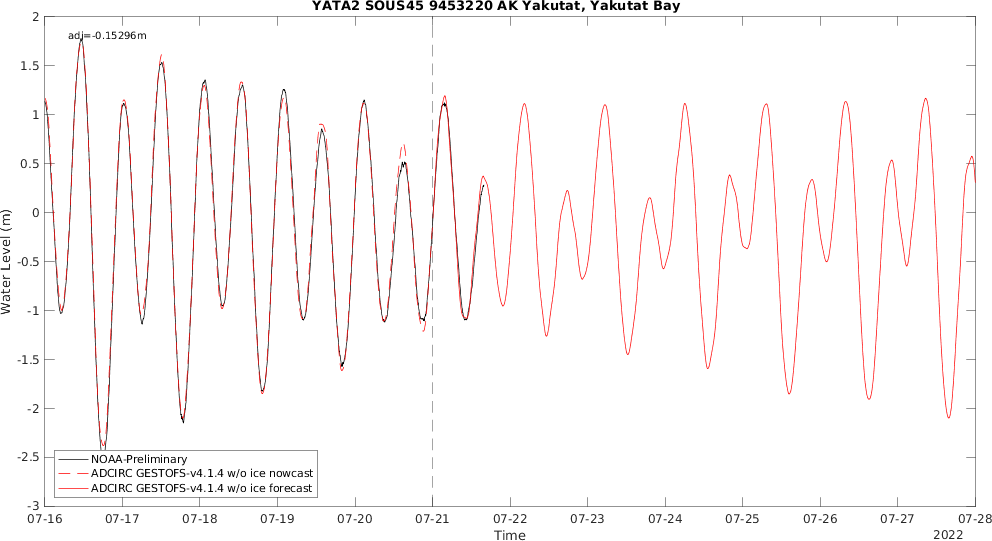 YATA2 SOUS45 9453220 AK Yakutat, Yakutat Bay
adj=-0.15296m
2
1.5
1
0.5
0
-0.5
-1
-1.5
-2
-2.5
-3
Water Level (m)
NOAA-Preliminary
ADCIRC GESTOFS-v4.1.4 w/o ice nowcast
ADCIRC GESTOFS-v4.1.4 w/o ice forecast
07-16 07-17 07-18 07-19 07-20 07-21 07-22 07-23 07-24 07-25 07-26 07-27 07-28
Time
2022